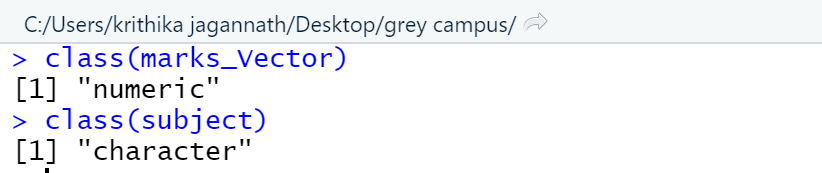 C:/Users/krithika jagannath/Desktop/grey campus/
> class(marks_Vector)
[1] "numeric"
> class(subject)
[1] "character"